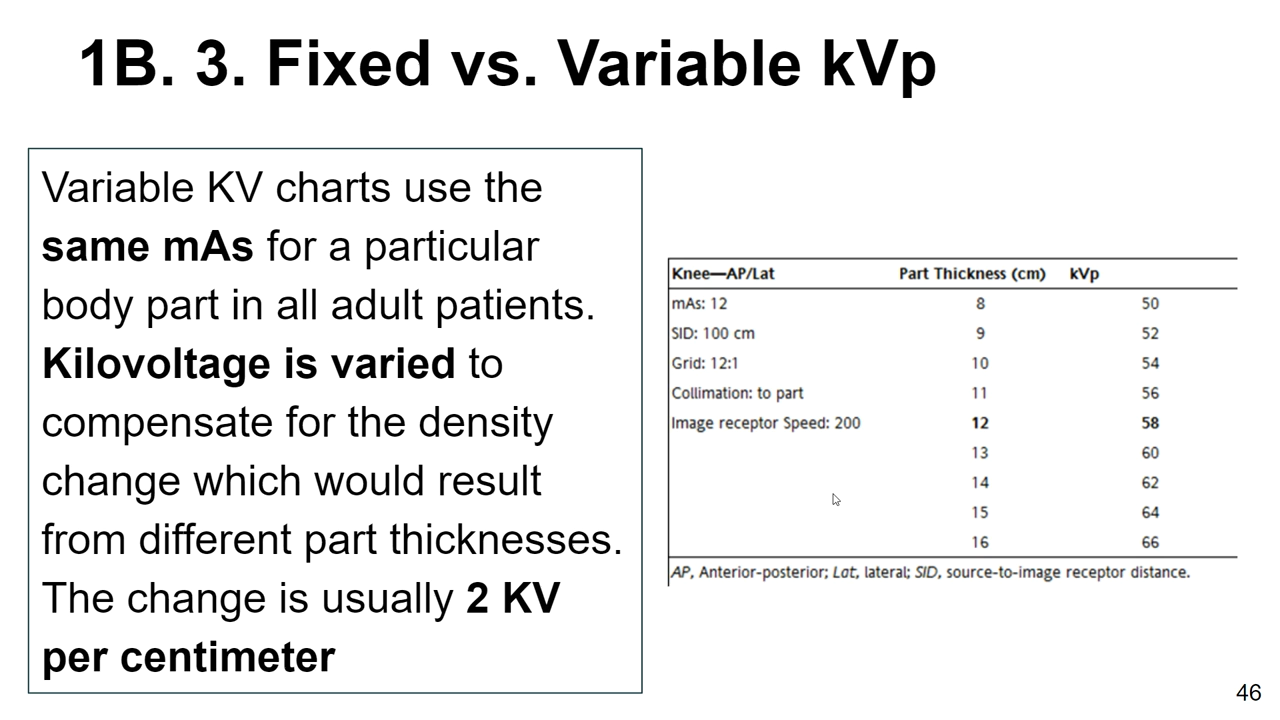 1B. 3. Fixed vs. Variable kVp
Variable KV charts use the
same mAs for a particular
body part in all adult patients.
Kilovoltage is varied to
compensate for the density
change which would result
from different part thicknesses.
The change is usually 2 KV
per centimeter
Knee—AP/Lat Part Thickness (cm) kVp
mAs: 12 8 50
SID: 100 cm 9 52
Grid: 12:1 10 54
Collimation: to part 11 56
Image receptor Speed: 200 12 58
13 60
14 62
15 64
16 66
AP, Anterior-posterior; Lat, lateral; SID, source-to-image receptor distance.
46